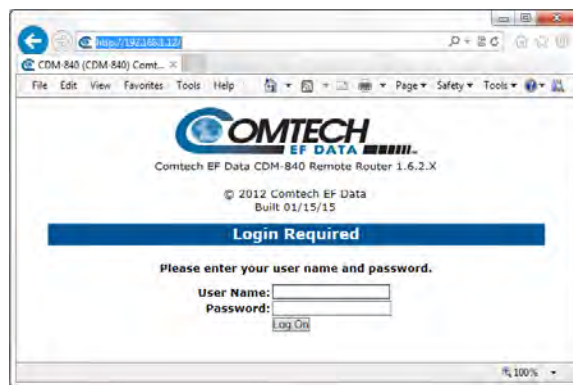 http://192.168.1.12/
CDM-840 (CDM-840) Comt...
File Edit View Favorites Tools Help Page Safety Tools
COMTECH
EF DATA
Comtech EF Data CDM-840 Remote Router 1.6.2.X
© 2012 Comtech EF Data
Built 01/15/15
Login Required
Please enter your user name and password.
User Name:
Password:
Log On
100%